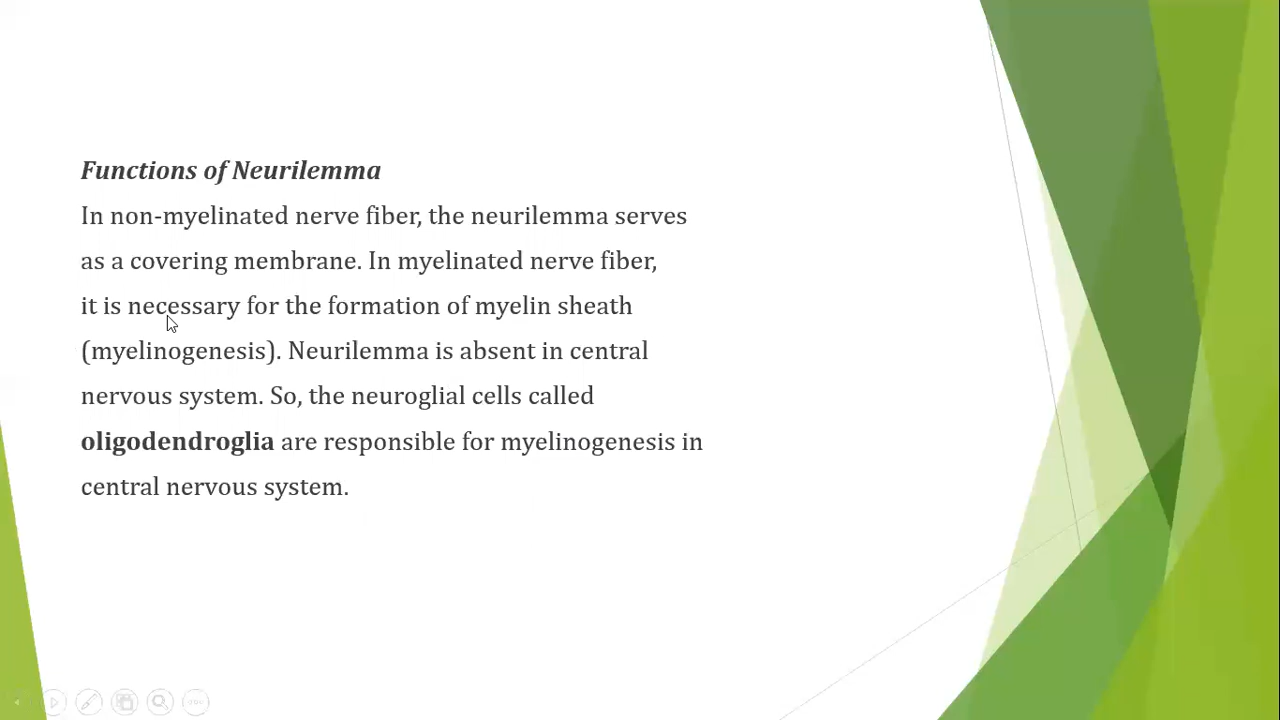 Functions of Neurilemma
In non-myelinated nerve fiber, the neurilemma serves
as a covering membrane. In myelinated nerve fiber,
it is necessary for the formation of myelin sheath
(myelinogenesis). Neurilemma is absent in central
nervous system. So, the neuroglial cells called
oligodendroglia are responsible for myelinogenesis in
central nervous system.